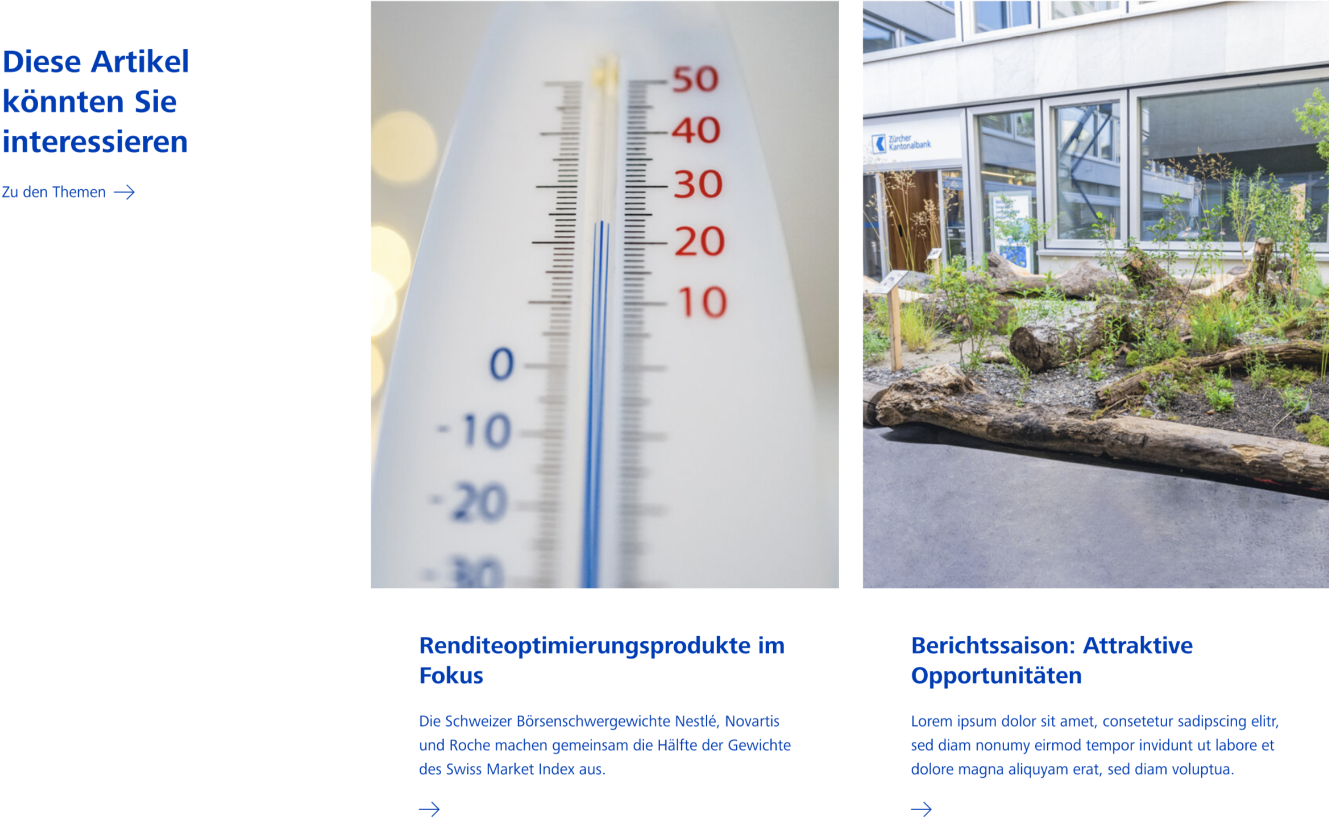 Diese Artikel
könnten Sie
interessieren
Zu den Themen
50
40
30
20
10
0
-10
-20
-30
Zürcher
Kantonalbank
Renditeoptimierungsprodukte im
Fokus
Die Schweizer Börsenschwergewichte Nestlé, Novartis
und Roche machen gemeinsam die Hälfte der Gewichte
des Swiss Market Index aus.
Berichtssaison: Attraktive
Opportunitäten
Lorem ipsum dolor sit amet, consetetur sadipscing elitr,
sed diam nonumy eirmod tempor invidunt ut labore et
dolore magna aliquyam erat, sed diam voluptua.